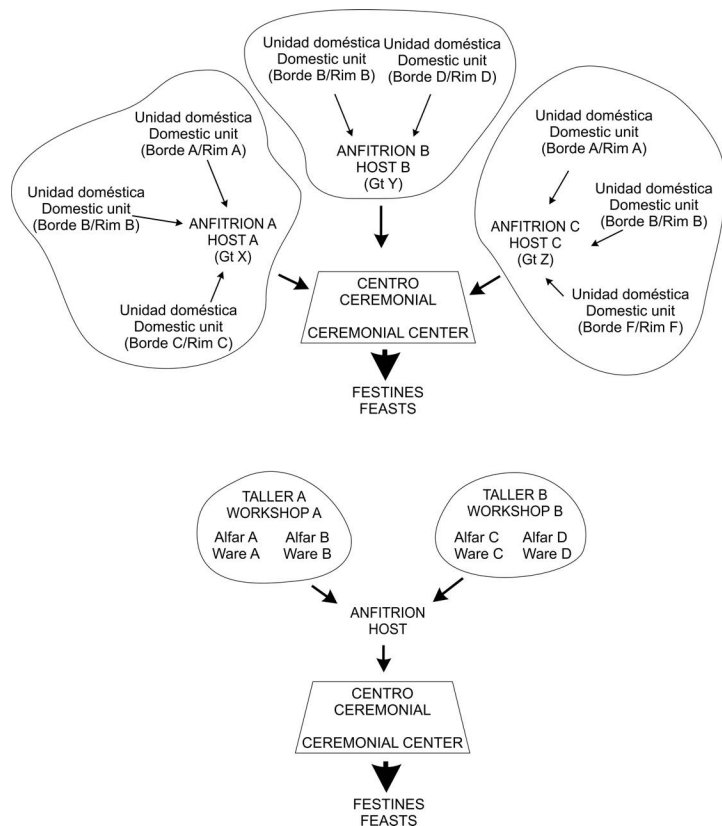 Unidad doméstica
Domestic unit
(Borde A/Rim A)
Unidad doméstica
Domestic unit
(Borde B/Rim B)
ANFITRION A
HOST A
(Gt X)
Unidad doméstica
Domestic unit
(Borde C/Rim C)
Unidad doméstica
Domestic unit
(Borde B/Rim B)
Unidad doméstica
Domestic unit
(Borde D/Rim D)
ANFITRION B
HOST B
(Gt Y)
Unidad doméstica
Domestic unit
(Borde A/Rim A)
Unidad doméstica
Domestic unit
(Borde B/Rim B)
ANFITRION C
HOST C
(Gt Z)
Unidad doméstica
Domestic unit
(Borde F/Rim F)
CENTRO
CEREMONIAL
CEREMONIAL CENTER
FESTINES
FEASTS
TALLER A
WORKSHOP A
Alfar A Alfar B
Ware A Ware B
TALLER B
WORKSHOP B
Alfar C Alfar D
Ware C Ware D
ANFITRION
HOST
CENTRO
CEREMONIAL
CEREMONIAL CENTER
FESTINES
FEASTS